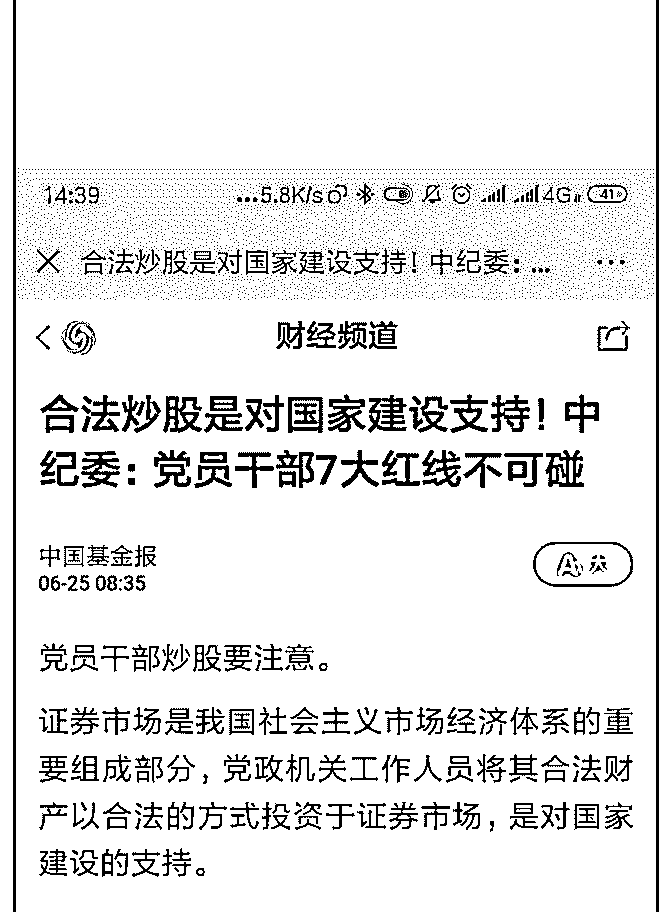 14:39 ...5.8K/s 4G 41
合法炒股是对国家建设支持！中纪委：...
财经频道
合法炒股是对国家建设支持！中
纪委：党员干部7大红线不可碰
中国基金报
06-25 08:35
党员干部炒股要注意。
证券市场是我国社会主义市场经济体系的重
要组成部分，党政机关工作人员将其合法财
产以合法的方式投资于证券市场，是对国家
建设的支持。